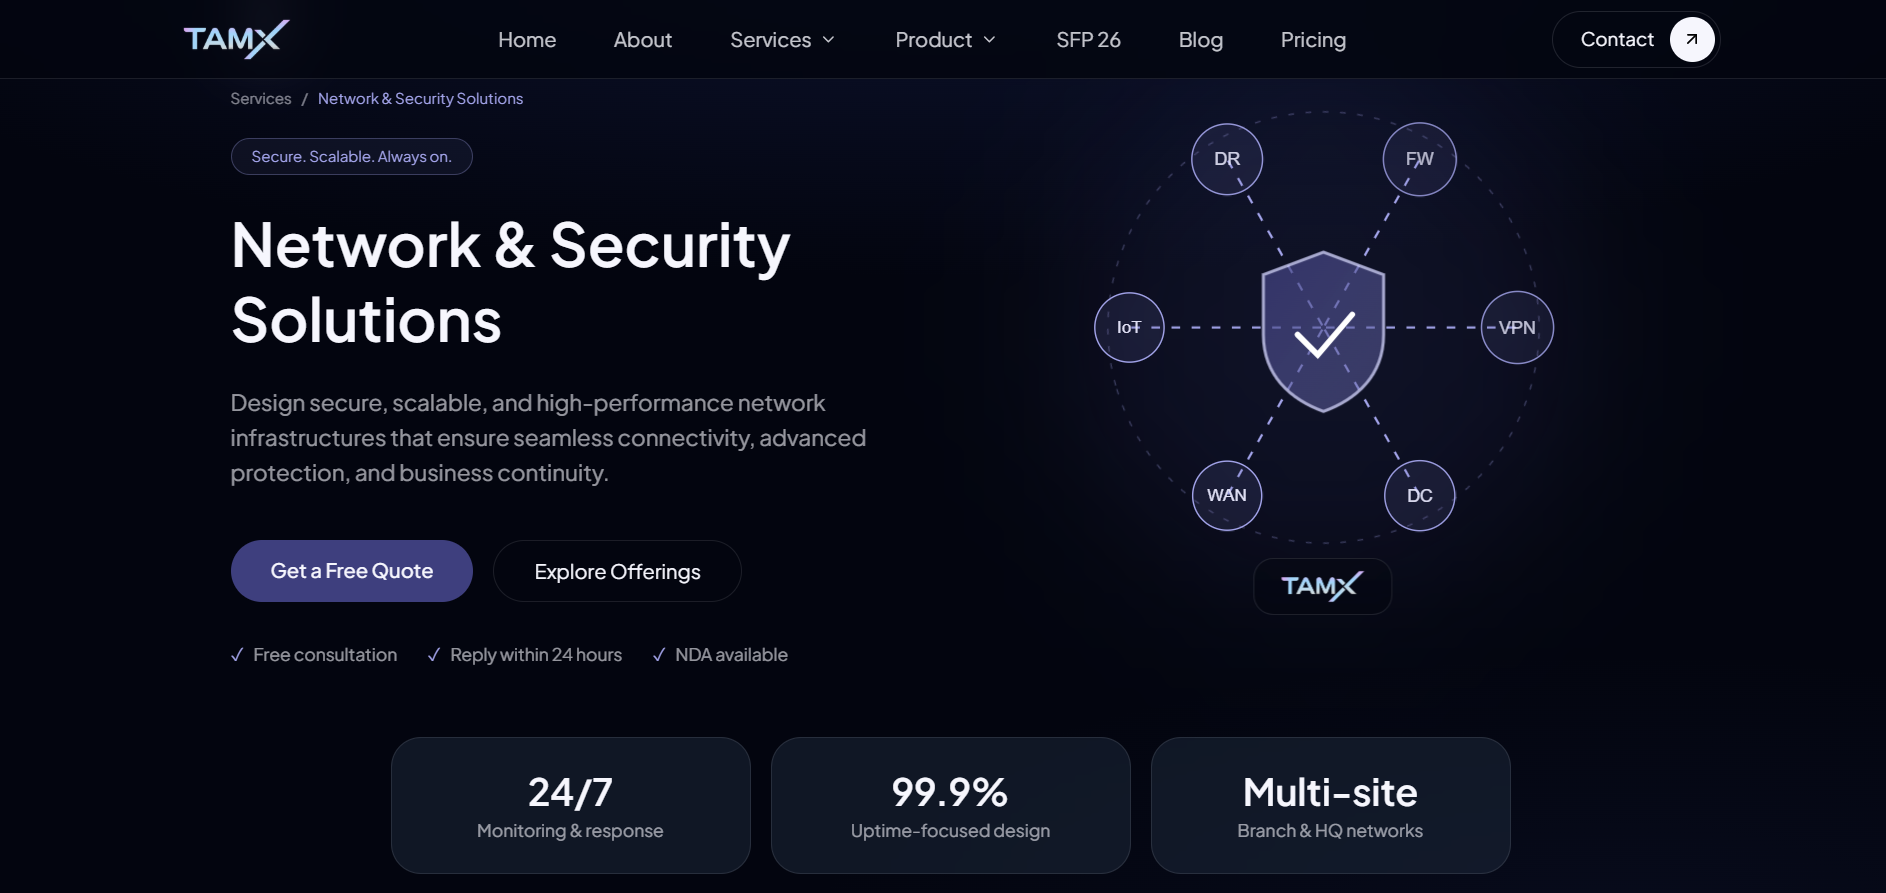 TAMX
Home
About
Services
Product
SFP 26
Blog
Pricing
Contact
Services / Network & Security Solutions
Secure. Scalable. Always on.
Network & Security
Solutions
Design secure, scalable, and high-performance network
infrastructures that ensure seamless connectivity, advanced
protection, and business continuity.
Get a Free Quote
Explore Offerings
✓ Free consultation
✓ Reply within 24 hours
✓ NDA available
DR
FW
IoT
VPN
WAN
DC
TAMX
24/7
Monitoring & response
99.9%
Uptime-focused design
Multi-site
Branch & HQ networks